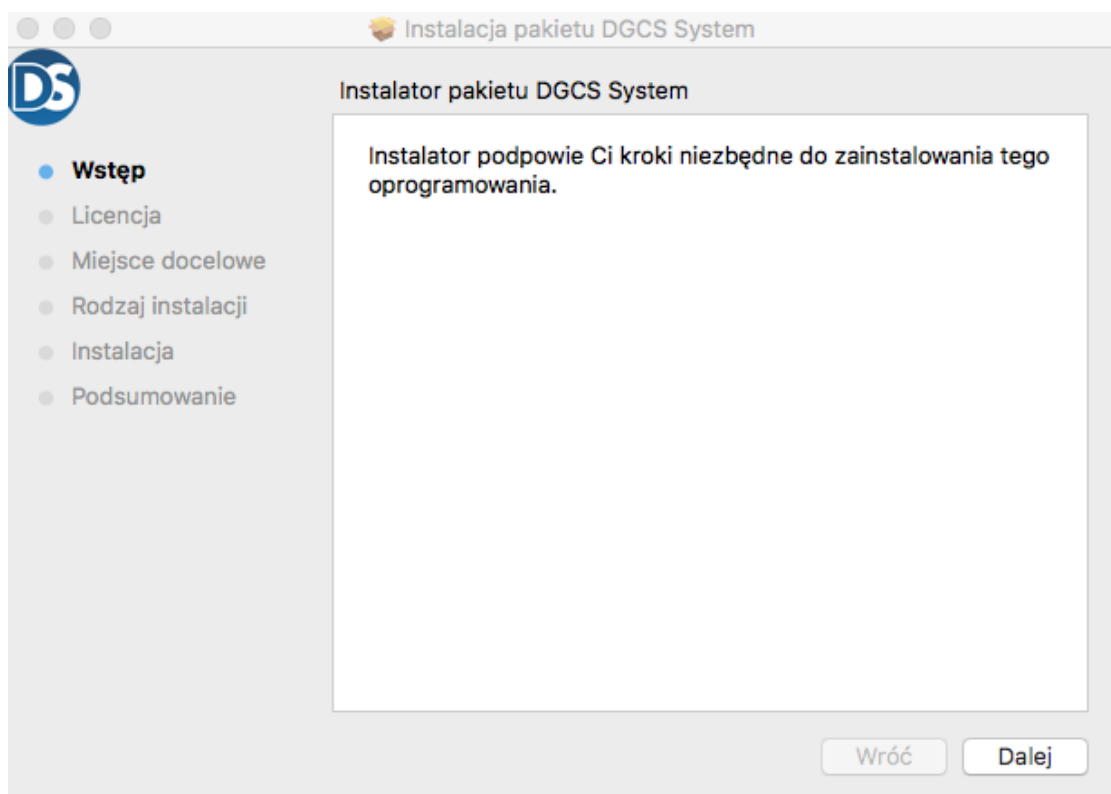 Instalacja pakietu DGCS System
DS
Instalator pakietu DGCS System
Wstęp
Licencja
Miejsce docelowe
Rodzaj instalacji
Instalacja
Podsumowanie
Instalator podpowie Ci kroki niezbędne do zainstalowania tego
oprogramowania.
Wróć
Dalej